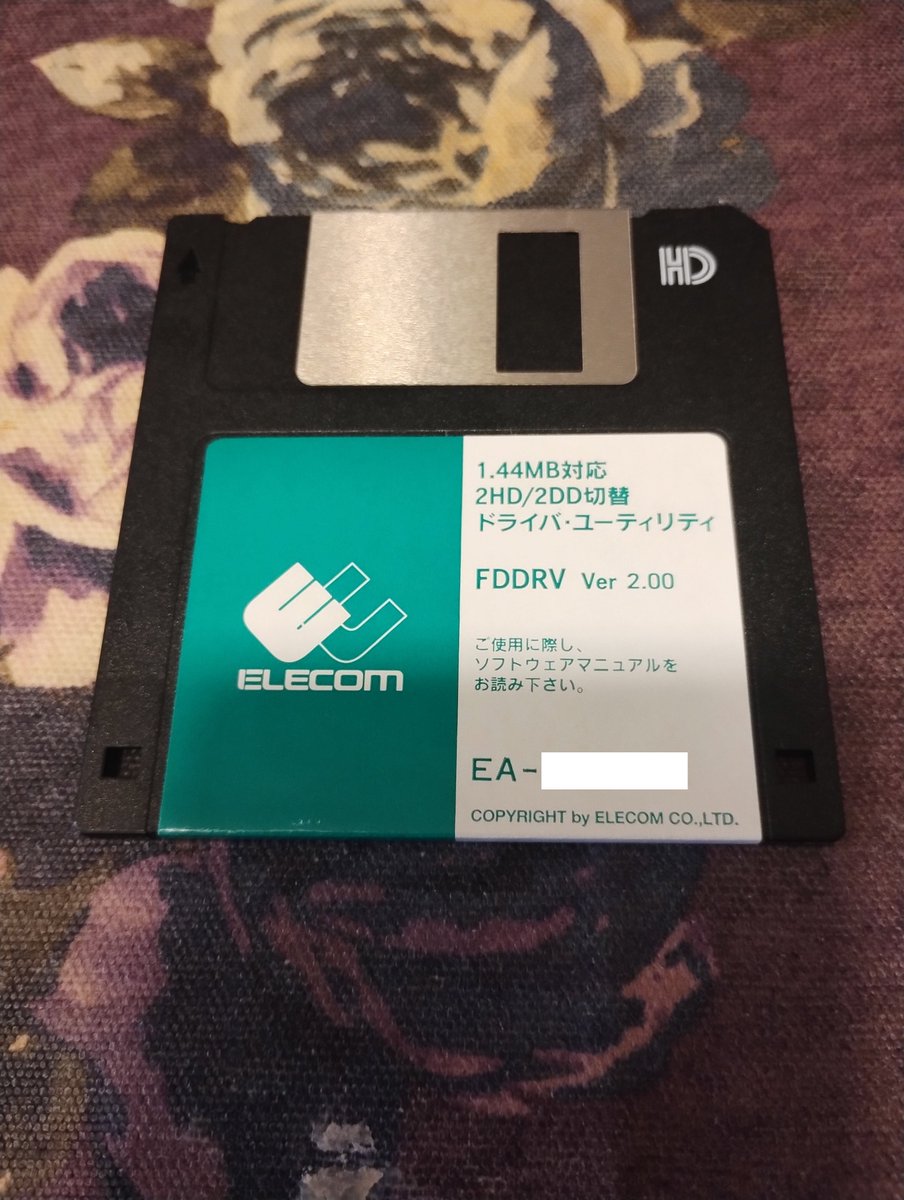 HD
1.44MB対応
2HD/2DD切替
ドライバ・ユーティリティ
FDDRV Ver 2.00
ご使用に際し、
ソフトウェアマニュアルを
お読み下さい。
ELECOM
EA-
COPYRIGHT by ELECOM CO.,LTD.